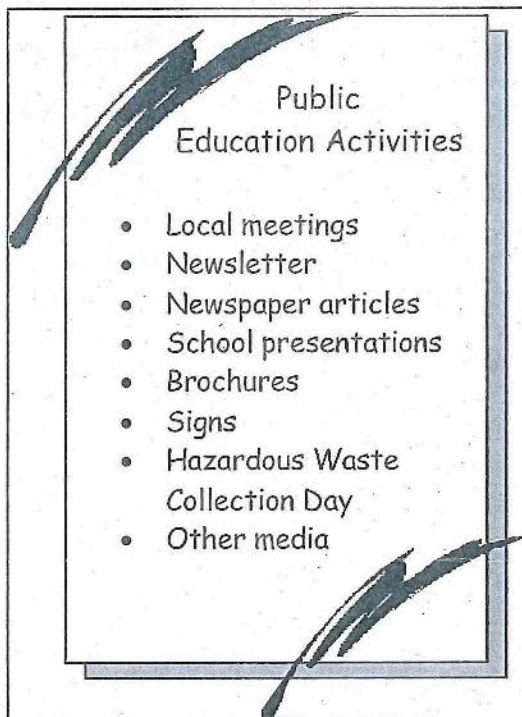 Public
Education Activities
• Local meetings
• Newsletter
• Newspaper articles
• School presentations
• Brochures
• Signs
• Hazardous Waste
Collection Day
• Other media